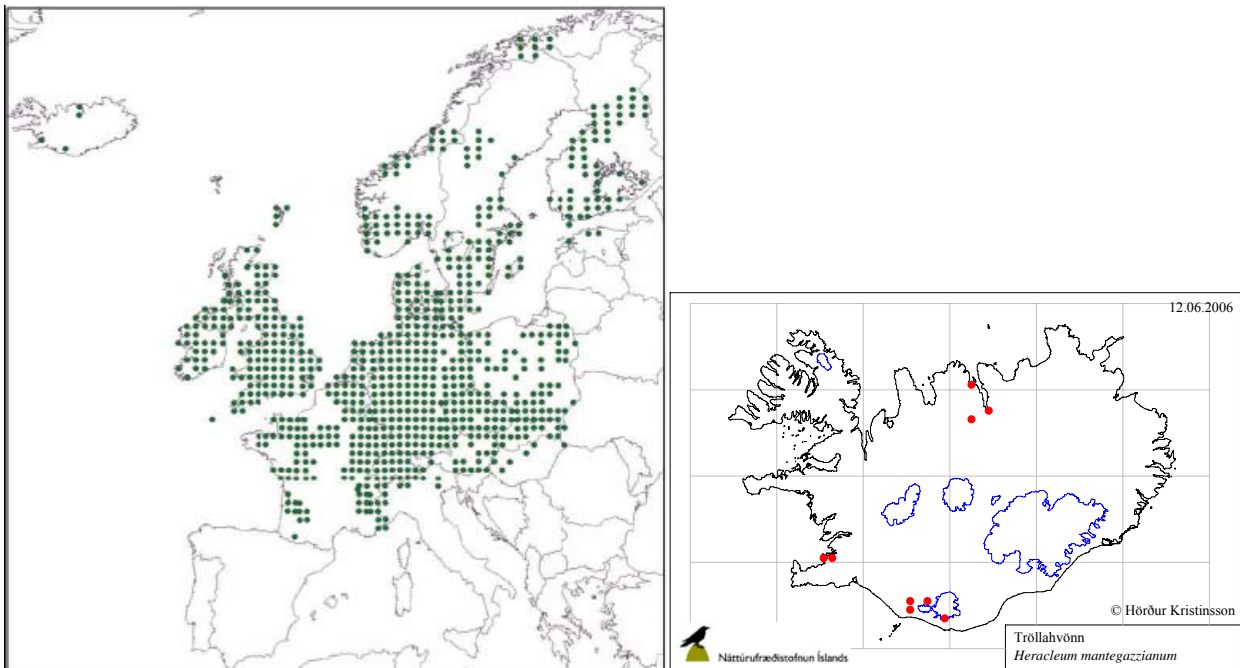 12.06.2006
© Hörður Kristinsson
Náttúrufræðistofnun Íslands
Tröllahvönn
Heracleum mantegazzianum